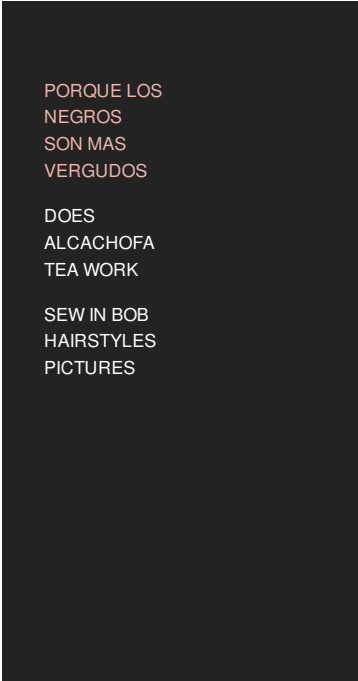 PORQUE LOS
NEGROS
SON MAS
VERGUDOS
DOES
ALCACHOFA
TEA WORK
SEW IN BOB
HAIRSTYLES
PICTURES